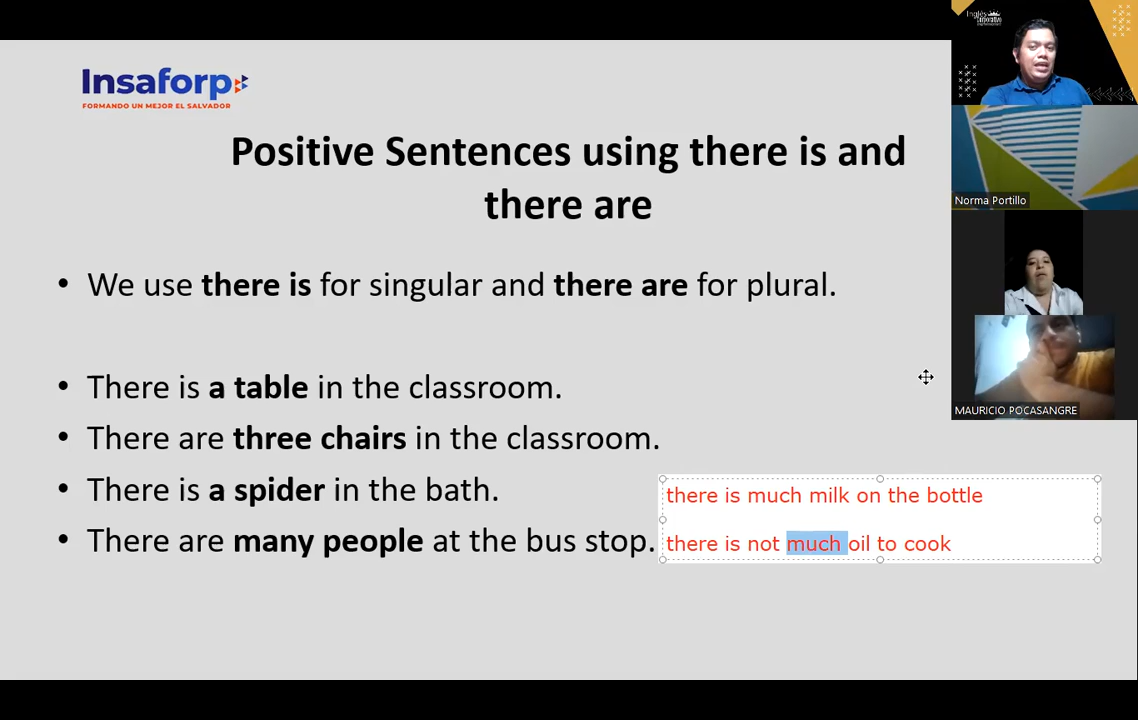 Insaforp
FORMANDO UN MEJOR EL SALVADOR
Positive Sentences using there is and
there are
• We use there is for singular and there are for plural.
• There is a table in the classroom.
• There are three chairs in the classroom.
• There is a spider in the bath.
• There are many people at the bus stop.
there is much milk on the bottle
there is not much oil to cook
Inglés
Corporativo
Norma Portillo
MAURICIO POCASANGRE